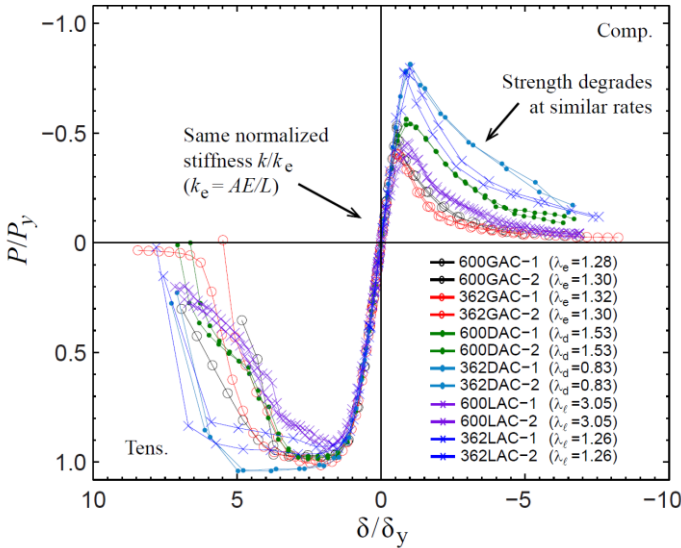 −1.0
Comp.
Strength degrades
at similar rates
−0.5
Same normalized
stiffness k/ke
(ke = AE/L)
P/Py
0
600GAC−1 (λe=1.28)
600GAC−2 (λe=1.30)
362GAC−1 (λe=1.32)
362GAC−2 (λe=1.30)
600DAC−1 (λd=1.53)
600DAC−2 (λd=1.53)
362DAC−1 (λd=0.83)
362DAC−2 (λd=0.83)
600LAC−1 (λℓ=3.05)
600LAC−2 (λℓ=3.05)
362LAC−1 (λℓ=1.26)
362LAC−2 (λℓ=1.26)
0.5
Tens.
1.0
10 5 0 −5 −10
δ/δy